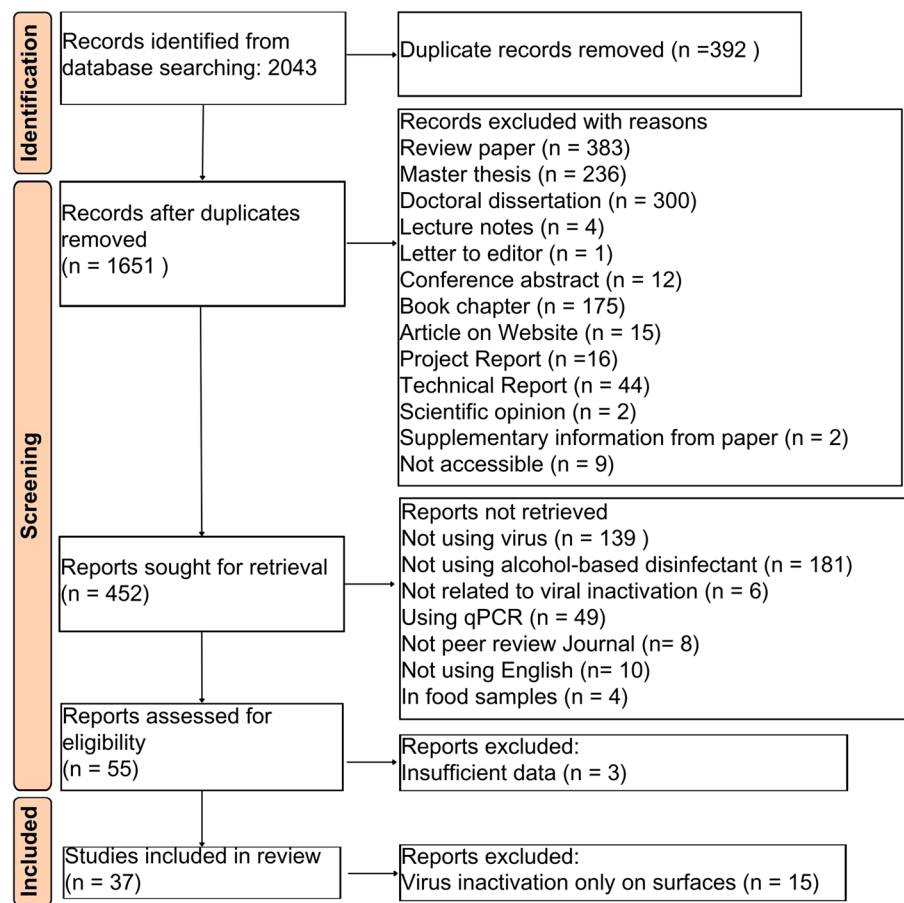 Identification
Records identified from
database searching: 2043
Duplicate records removed (n =392 )
Screening
Records after duplicates
removed
(n = 1651 )
Records excluded with reasons
Review paper (n = 383)
Master thesis (n = 236)
Doctoral dissertation (n = 300)
Lecture notes (n = 4)
Letter to editor (n = 1)
Conference abstract (n = 12)
Book chapter (n = 175)
Article on Website (n = 15)
Project Report (n =16)
Technical Report (n = 44)
Scientific opinion (n = 2)
Supplementary information from paper (n = 2)
Not accessible (n = 9)
Reports sought for retrieval
(n = 452)
Reports not retrieved
Not using virus (n = 139 )
Not using alcohol-based disinfectant (n = 181)
Not related to viral inactivation (n = 6)
Using qPCR (n = 49)
Not peer review Journal (n= 8)
Not using English (n= 10)
In food samples (n = 4)
Reports assessed for
eligibility
(n = 55)
Reports excluded:
Insufficient data (n = 3)
Included
Studies included in review
(n = 37)
Reports excluded:
Virus inactivation only on surfaces (n = 15)